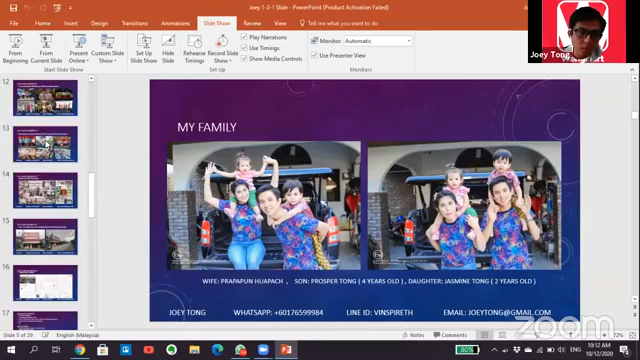 Joey 1-2-1 Slide - PowerPoint (Product Activation Failed)
File Home Insert Design Transitions Animations Slide Show Review View Tell me what you want to do
From Beginning
From Current Slide
Present Online
Custom Slide Show
Set Up Slide Show
Hide Slide
Rehearse Timings
Record Slide Show
Play Narrations
Use Timings
Show Media Controls
Monitor: Automatic
Use Presenter View
Start Slide Show
Set Up
Monitors
Joey Tong
12
13
14
15
16
17
MY FAMILY
WIFE: PRAPAPUN HUAPACH , SON: PROSPER TONG ( 4 YEARS OLD ) , DAUGHTER: JASMINE TONG ( 2 YEARS OLD )
JOEY TONG WHATSAPP: +60176599984 LINE ID: VINSPIRETH EMAIL: JOEYTONG@GMAIL.COM
zoom
Slide 5 of 29 English (Malaysia) Notes Comments 72%
80% ENG 10:12 AM
10/12/2020